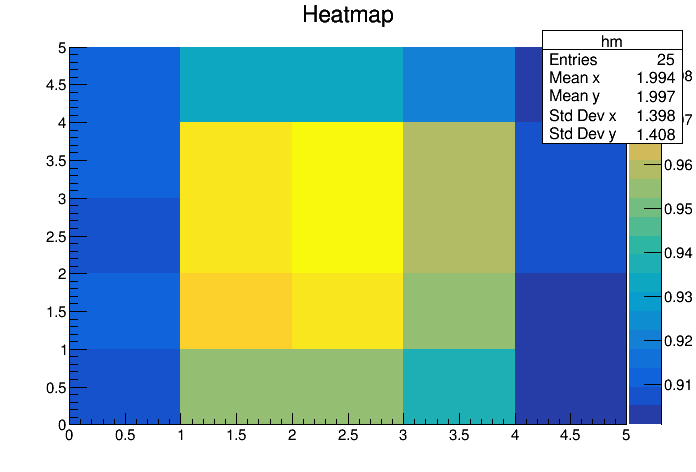 Heatmap
hm
Entries 25
Mean x 1.994
Mean y 1.997
Std Dev x 1.398
Std Dev y 1.408
5
4.5
4
3.5
3
2.5
2
1.5
1
0.5
0
0 0.5 1 1.5 2 2.5 3 3.5 4 4.5 5
0.96
0.95
0.94
0.93
0.92
0.91